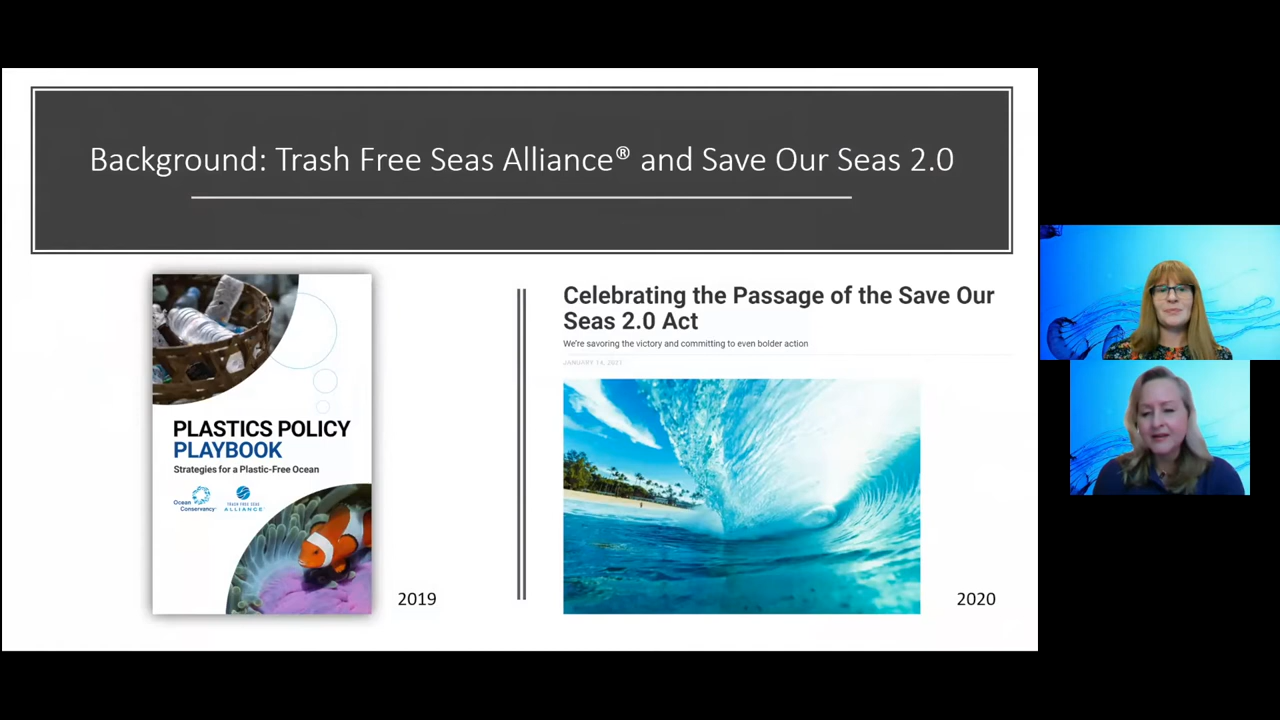 Background: Trash Free Seas Alliance® and Save Our Seas 2.0
PLASTICS POLICY
PLAYBOOK
Strategies for a Plastic-Free Ocean
Ocean
Conservancy
TRASH FREE SEAS
ALLIANCE
2019
Celebrating the Passage of the Save Our
Seas 2.0 Act
We're savoring the victory and committing to even bolder action
JANUARY 14, 2021
2020